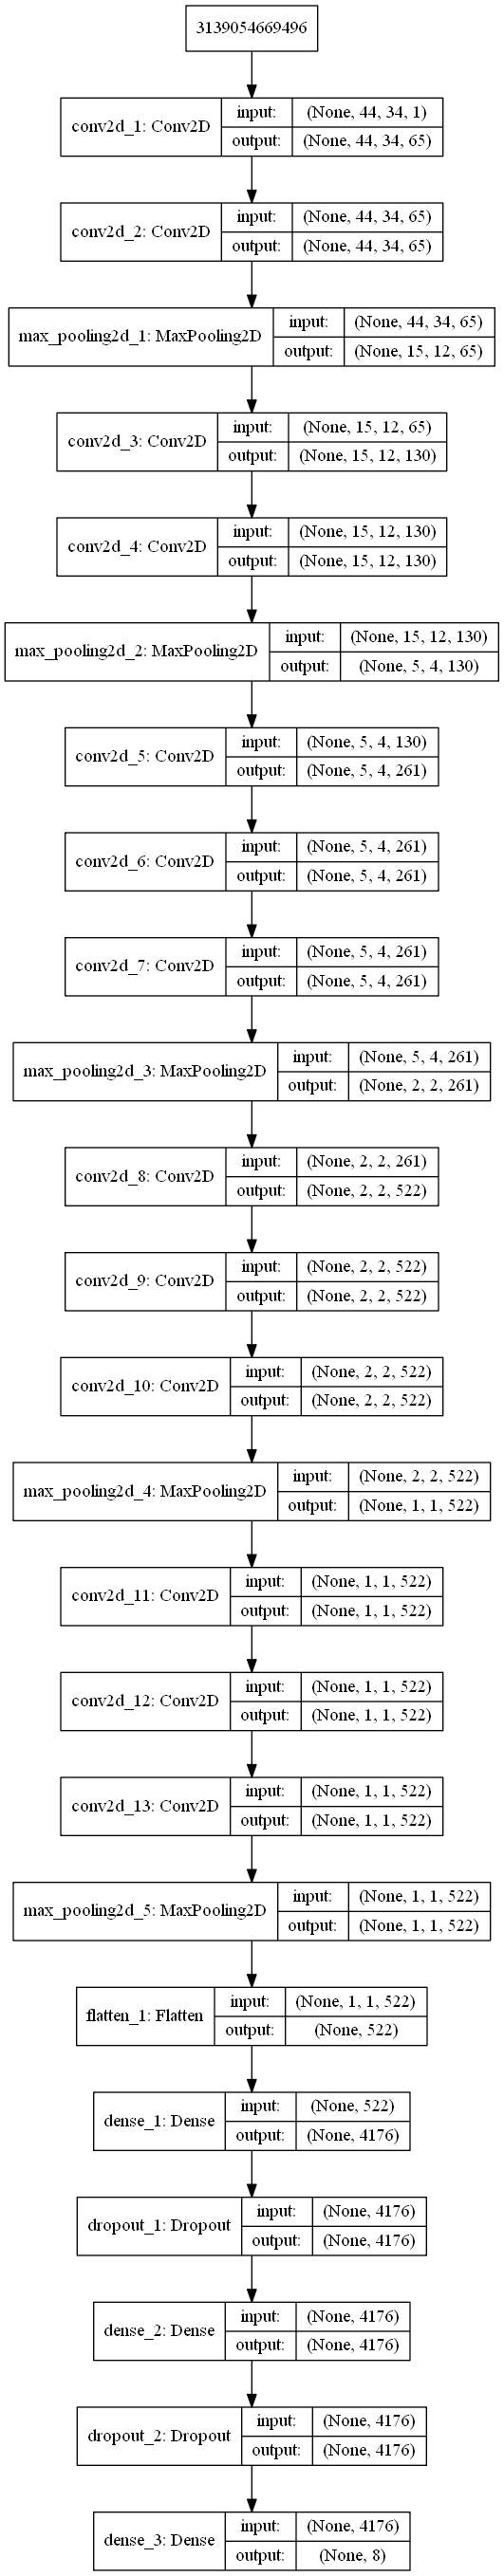 3139054669496
conv2d_1: Conv2D
input: (None, 44, 34, 1)
output: (None, 44, 34, 65)
conv2d_2: Conv2D
input: (None, 44, 34, 65)
output: (None, 44, 34, 65)
max_pooling2d_1: MaxPooling2D
input: (None, 44, 34, 65)
output: (None, 15, 12, 65)
conv2d_3: Conv2D
input: (None, 15, 12, 65)
output: (None, 15, 12, 130)
conv2d_4: Conv2D
input: (None, 15, 12, 130)
output: (None, 15, 12, 130)
max_pooling2d_2: MaxPooling2D
input: (None, 15, 12, 130)
output: (None, 5, 4, 130)
conv2d_5: Conv2D
input: (None, 5, 4, 130)
output: (None, 5, 4, 261)
conv2d_6: Conv2D
input: (None, 5, 4, 261)
output: (None, 5, 4, 261)
conv2d_7: Conv2D
input: (None, 5, 4, 261)
output: (None, 5, 4, 261)
max_pooling2d_3: MaxPooling2D
input: (None, 5, 4, 261)
output: (None, 2, 2, 261)
conv2d_8: Conv2D
input: (None, 2, 2, 261)
output: (None, 2, 2, 522)
conv2d_9: Conv2D
input: (None, 2, 2, 522)
output: (None, 2, 2, 522)
conv2d_10: Conv2D
input: (None, 2, 2, 522)
output: (None, 2, 2, 522)
max_pooling2d_4: MaxPooling2D
input: (None, 2, 2, 522)
output: (None, 1, 1, 522)
conv2d_11: Conv2D
input: (None, 1, 1, 522)
output: (None, 1, 1, 522)
conv2d_12: Conv2D
input: (None, 1, 1, 522)
output: (None, 1, 1, 522)
conv2d_13: Conv2D
input: (None, 1, 1, 522)
output: (None, 1, 1, 522)
max_pooling2d_5: MaxPooling2D
input: (None, 1, 1, 522)
output: (None, 1, 1, 522)
flatten_1: Flatten
input: (None, 1, 1, 522)
output: (None, 522)
dense_1: Dense
input: (None, 522)
output: (None, 4176)
dropout_1: Dropout
input: (None, 4176)
output: (None, 4176)
dense_2: Dense
input: (None, 4176)
output: (None, 4176)
dropout_2: Dropout
input: (None, 4176)
output: (None, 4176)
dense_3: Dense
input: (None, 4176)
output: (None, 8)